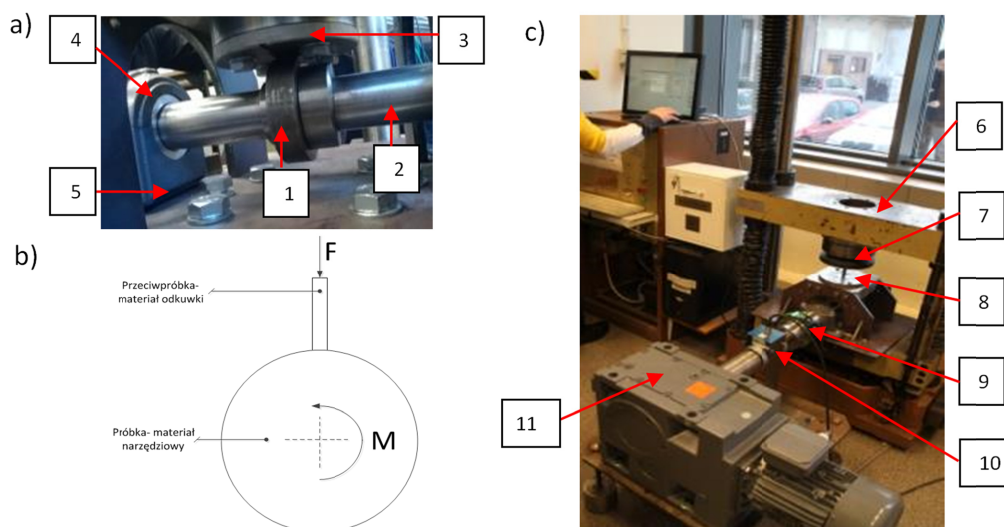 a)
4
3
5
1
2
b)
F
Przeciwpróbka-
materiał odkuwki
Próbka- materiał
narzędziowy
M
c)
6
7
8
9
10
11